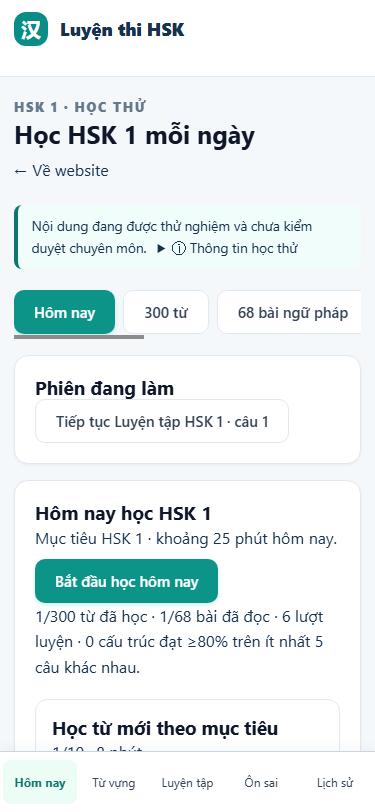 汉 Luyện thi HSK
HSK 1 · HỌC THỬ
Học HSK 1 mỗi ngày
← Về website
Nội dung đang được thử nghiệm và chưa kiểm
duyệt chuyên môn. ▶ ⓘ Thông tin học thử
Hôm nay 300 từ 68 bài ngữ pháp
Phiên đang làm
Tiếp tục Luyện tập HSK 1 · câu 1
Hôm nay học HSK 1
Mục tiêu HSK 1 · khoảng 25 phút hôm nay.
Bắt đầu học hôm nay
1/300 từ đã học · 1/68 bài đã đọc · 6 lượt
luyện · 0 cấu trúc đạt ≥80% trên ít nhất 5
câu khác nhau.
Học từ mới theo mục tiêu
1/10 · 8 phút
Hôm nay Từ vựng Luyện tập Ôn sai Lịch sử